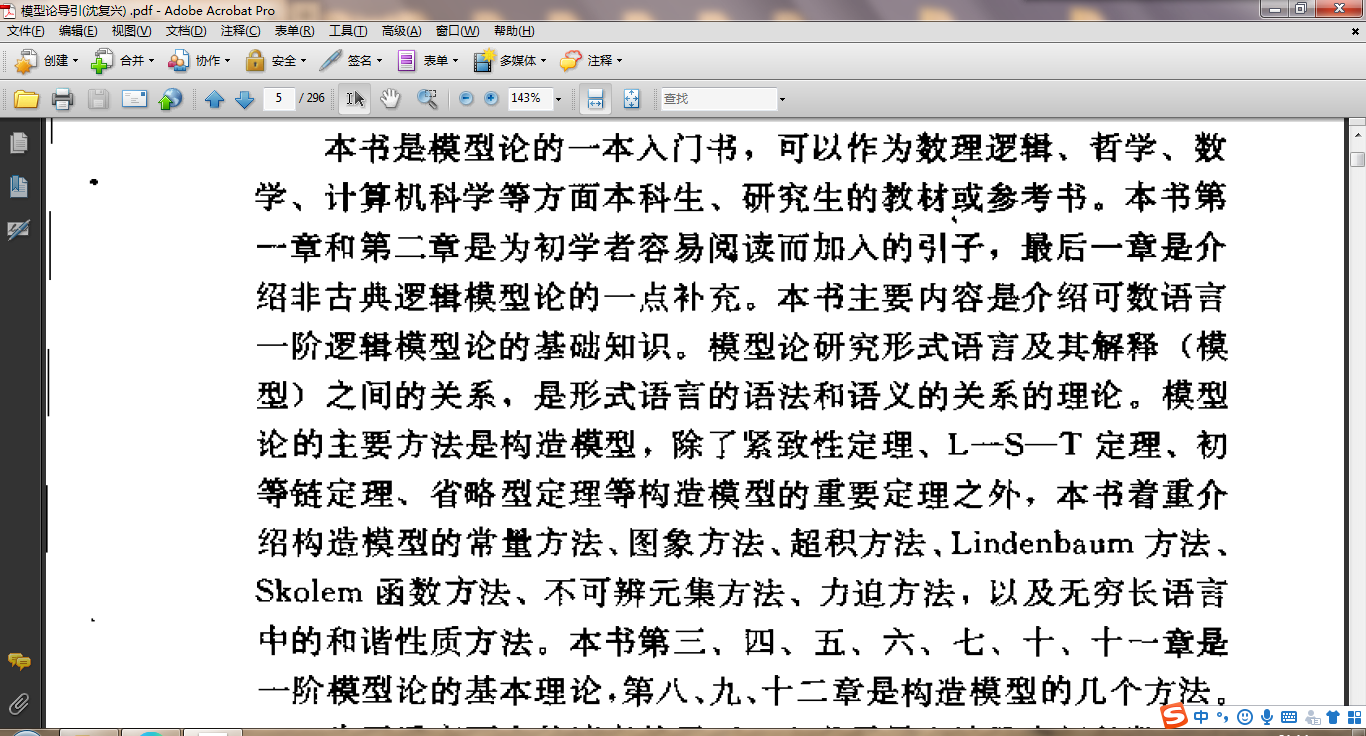 模型论导引(沈复兴) .pdf - Adobe Acrobat Pro
文件(F) 编辑(E) 视图(V) 文档(D) 注释(C) 表单(R) 工具(T) 高级(A) 窗口(W) 帮助(H)
创建 合并 协作 安全 签名 表单 多媒体 注释
5 / 296 143% 查找
本书是模型论的一本入门书，可以作为数理逻辑、哲学、数
学、计算机科学等方面本科生、研究生的教材或参考书。本书第
一章和第二章是为初学者容易阅读而加入的引子，最后一章是介
绍非古典逻辑模型论的一点补充。本书主要内容是介绍可数语言
一阶逻辑模型论的基础知识。模型论研究形式语言及其解释（模
型）之间的关系，是形式语言的语法和语义的关系的理论。模型
论的主要方法是构造模型，除了紧致性定理、L—S—T 定理、初
等链定理、省略型定理等构造模型的重要定理之外，本书着重介
绍构造模型的常量方法、图象方法、超积方法、Lindenbaum 方法、
Skolem 函数方法、不可辨元集方法、力迫方法，以及无穷长语言
中的和谐性质方法。本书第三、四、五、六、七、十、十一章是
一阶模型论的基本理论，第八、九、十二章是构造模型的几个方法。
中